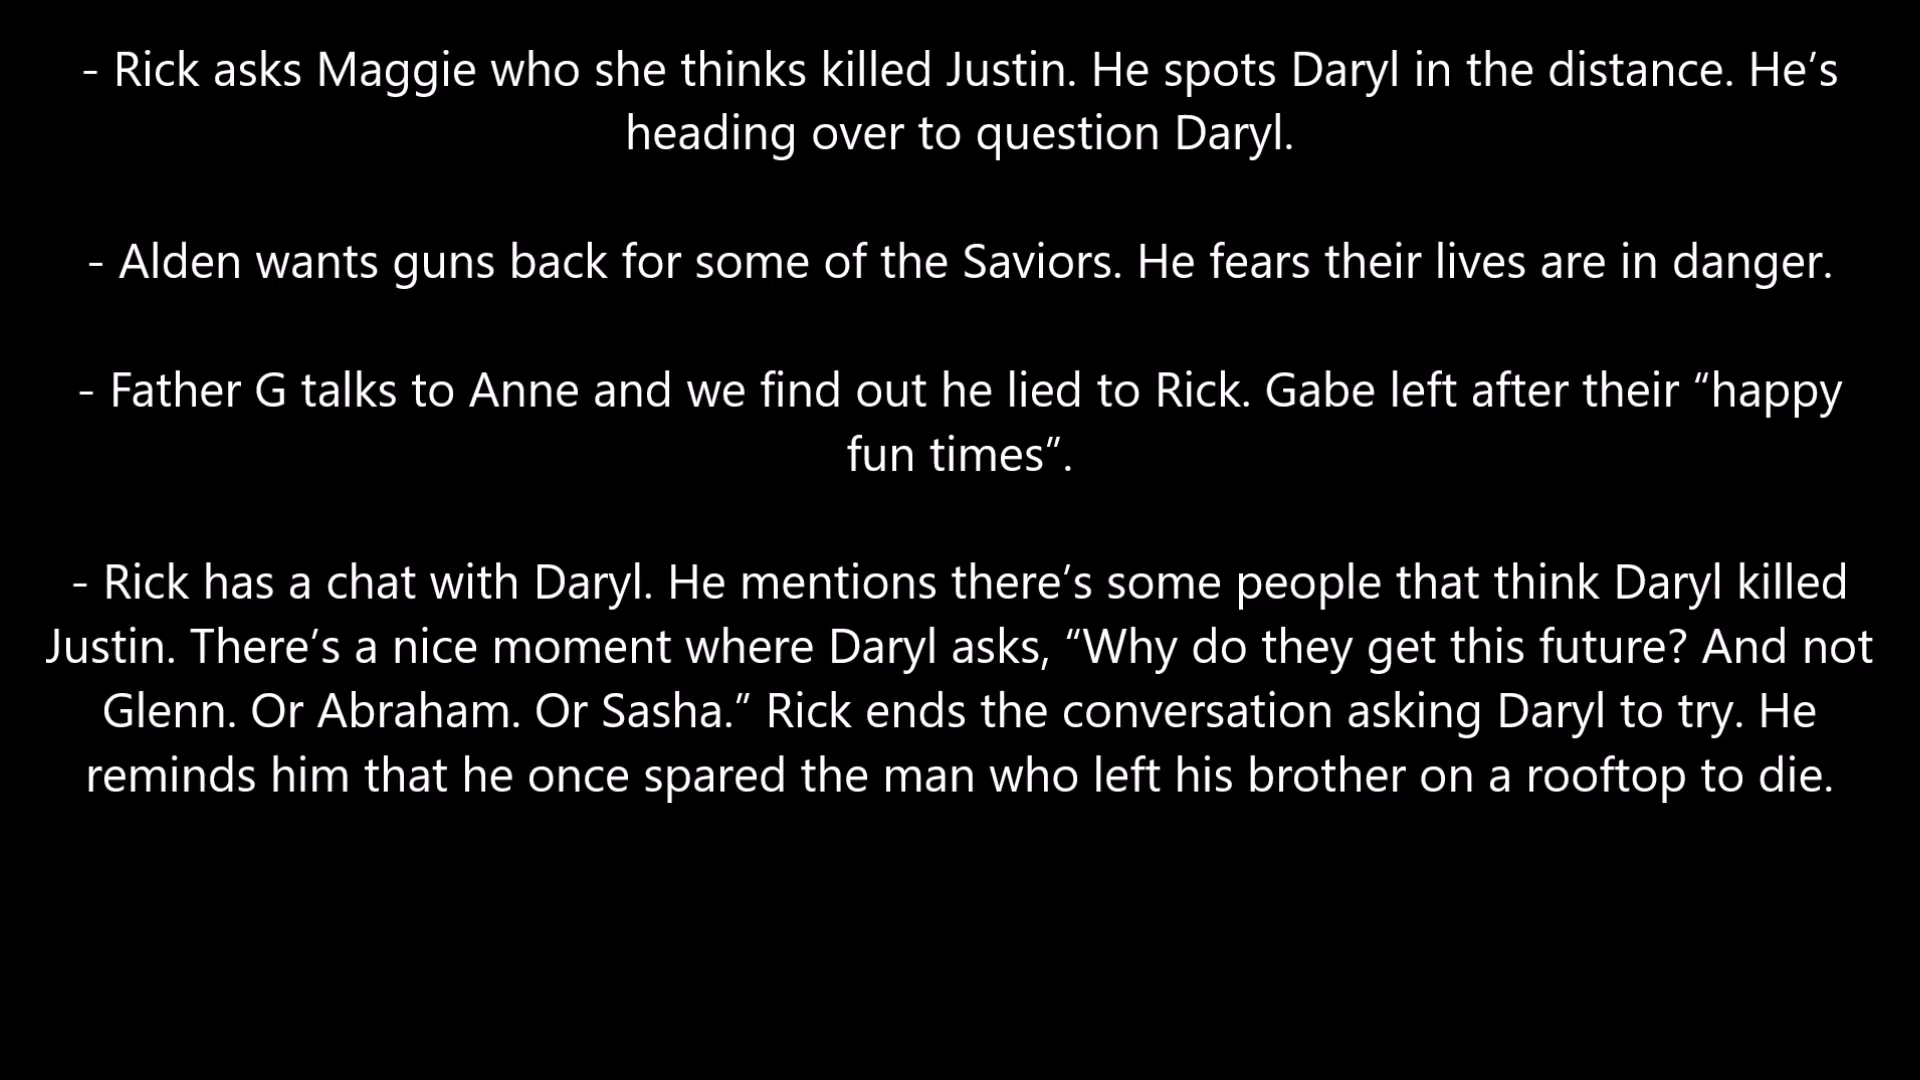 - Rick asks Maggie who she thinks killed Justin. He spots Daryl in the distance. He’s
heading over to question Daryl.
- Alden wants guns back for some of the Saviors. He fears their lives are in danger.
- Father G talks to Anne and we find out he lied to Rick. Gabe left after their “happy
fun times”.
- Rick has a chat with Daryl. He mentions there’s some people that think Daryl killed
Justin. There’s a nice moment where Daryl asks, “Why do they get this future? And not
Glenn. Or Abraham. Or Sasha.” Rick ends the conversation asking Daryl to try. He
reminds him that he once spared the man who left his brother on a rooftop to die.